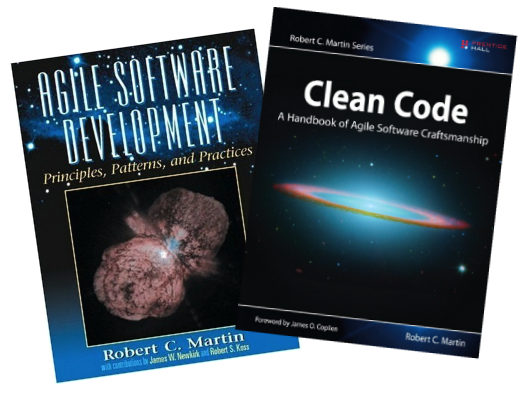 AGILE SOFTWARE
DEVELOPMENT
Principles, Patterns, and Practices
Robert C. Martin
with contributions by James W. Newkirk and Robert S. Koss
Robert C. Martin Series
PRENTICE
HALL
Clean Code
A Handbook of Agile Software Craftsmanship
Foreword by James O. Coplien
Robert C. Martin